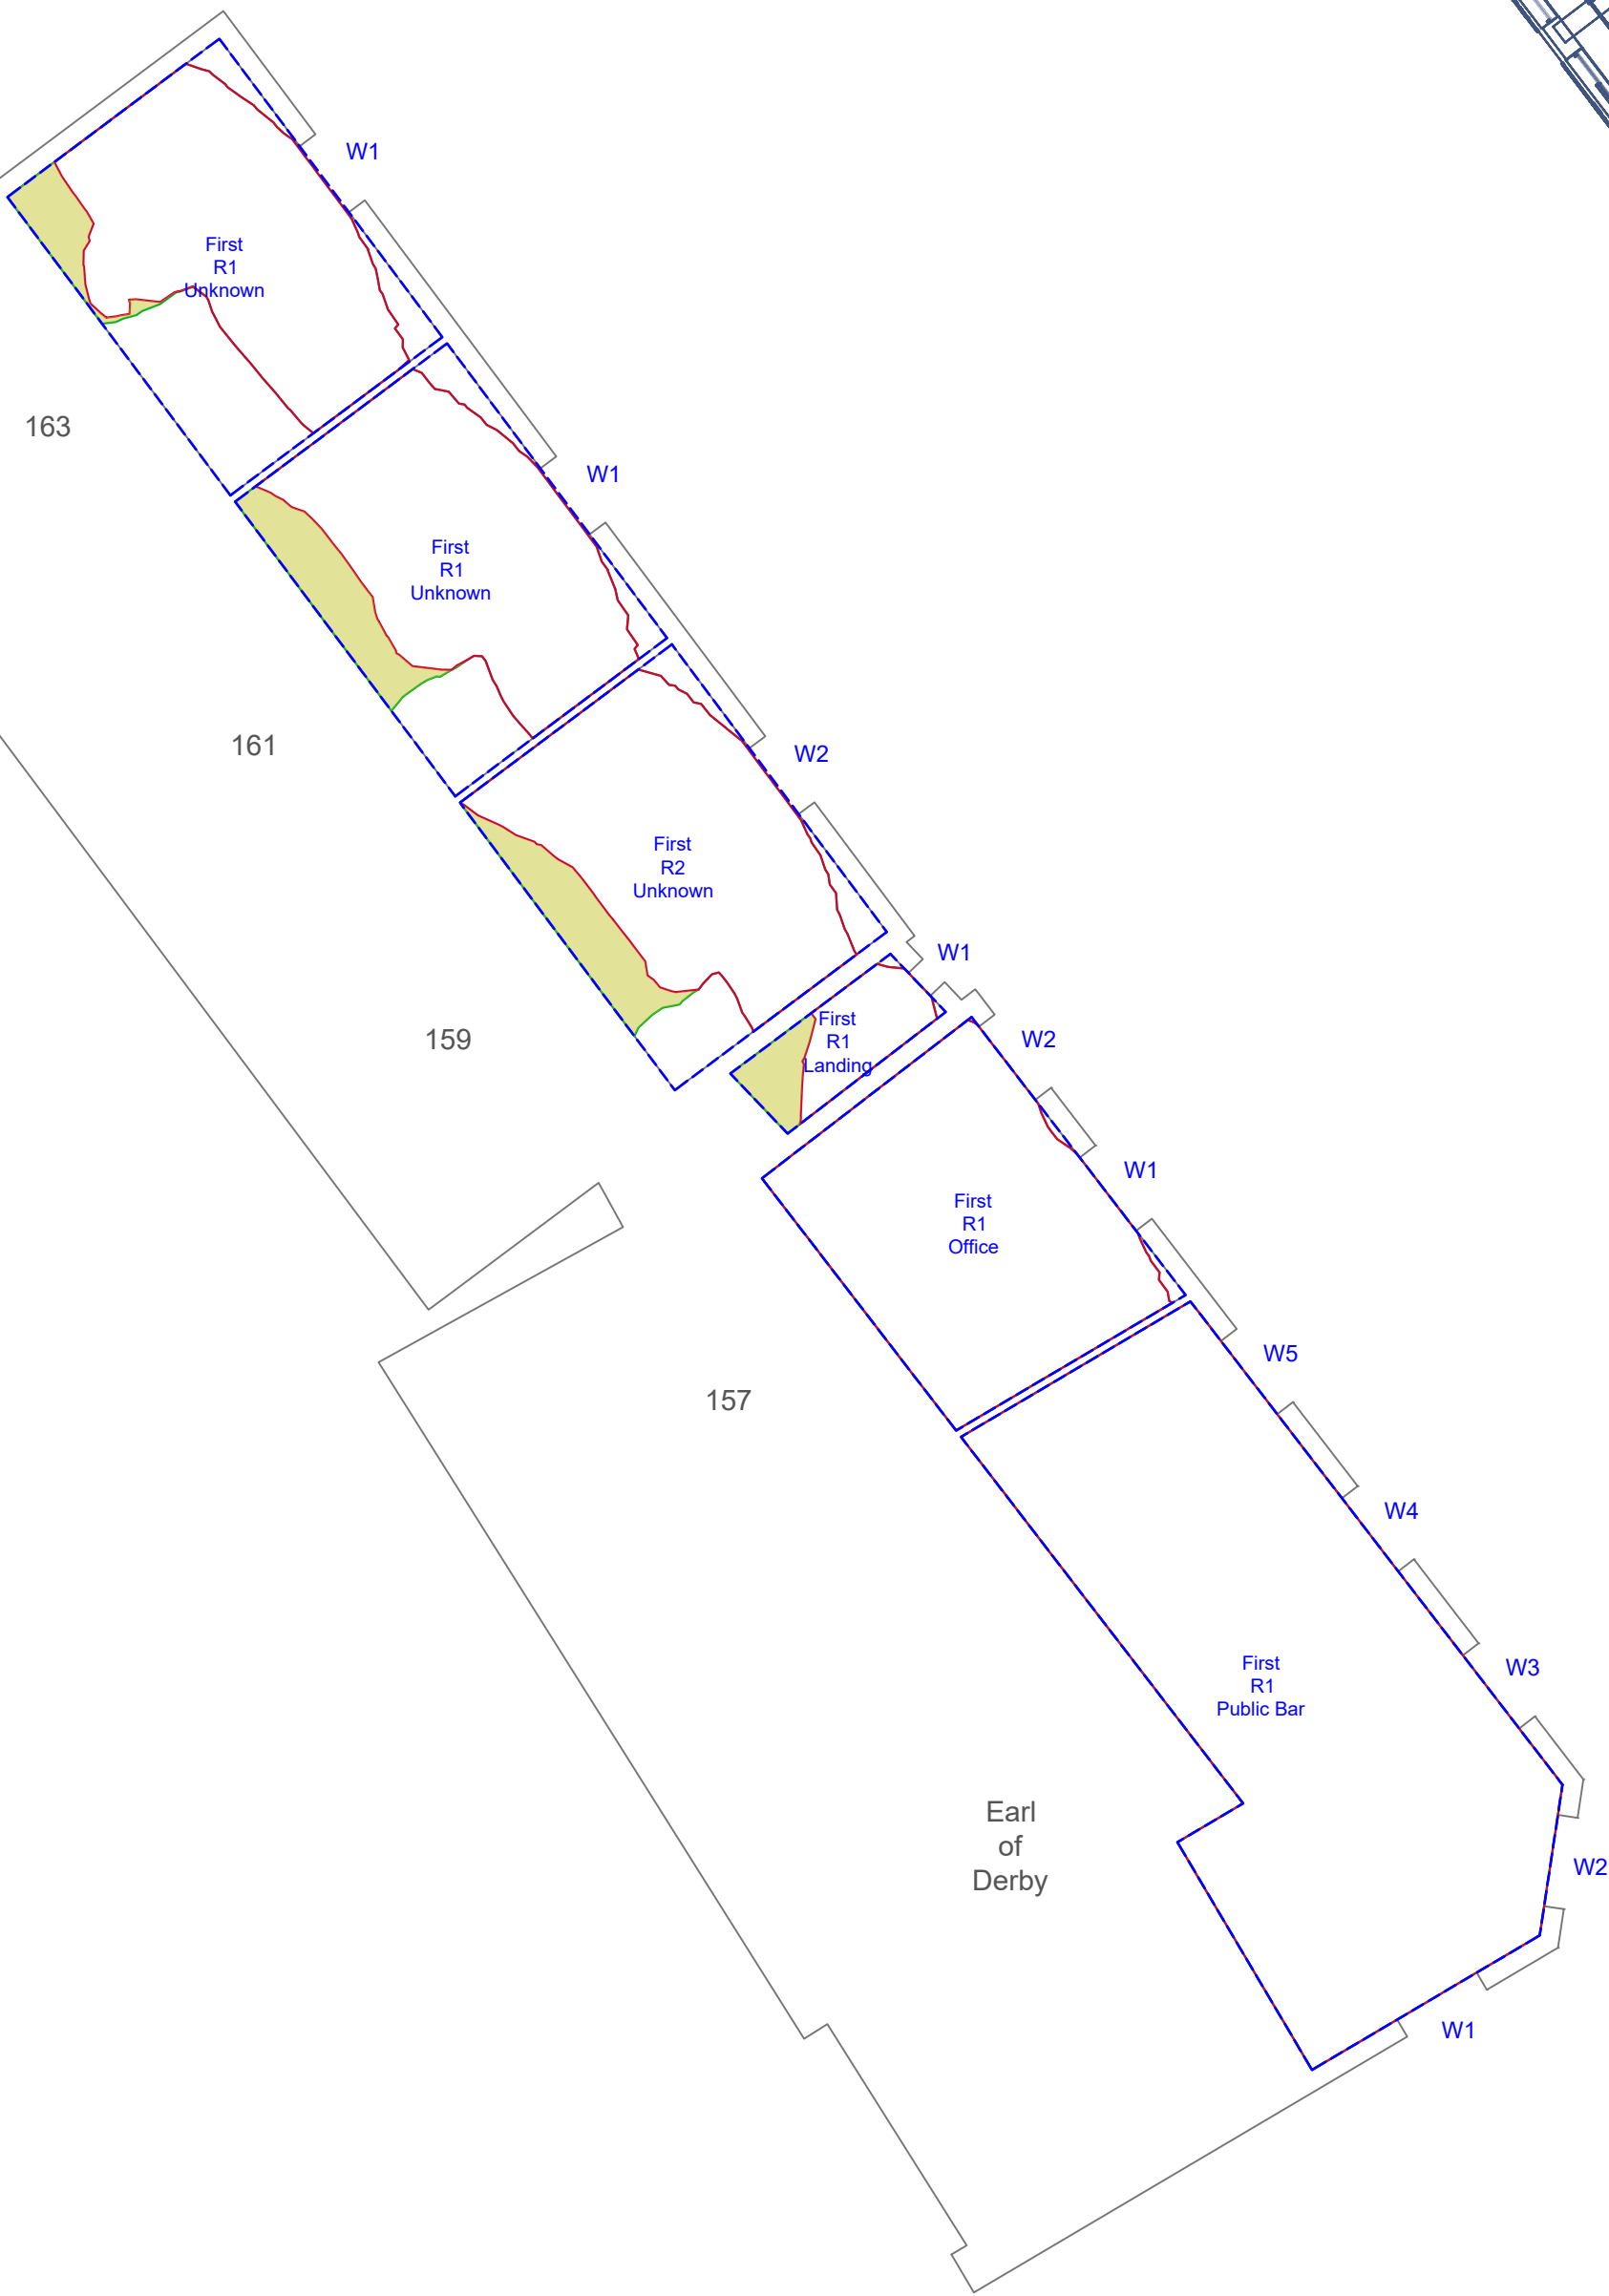 W1
First
R1
Unknown
163
W1
First
R1
Unknown
161
W2
First
R2
Unknown
159
W1
First
R1
Landing
W2
W1
First
R1
Office
W5
157
W4
First
R1
Public Bar
W3
Earl
of
Derby
W2
W1